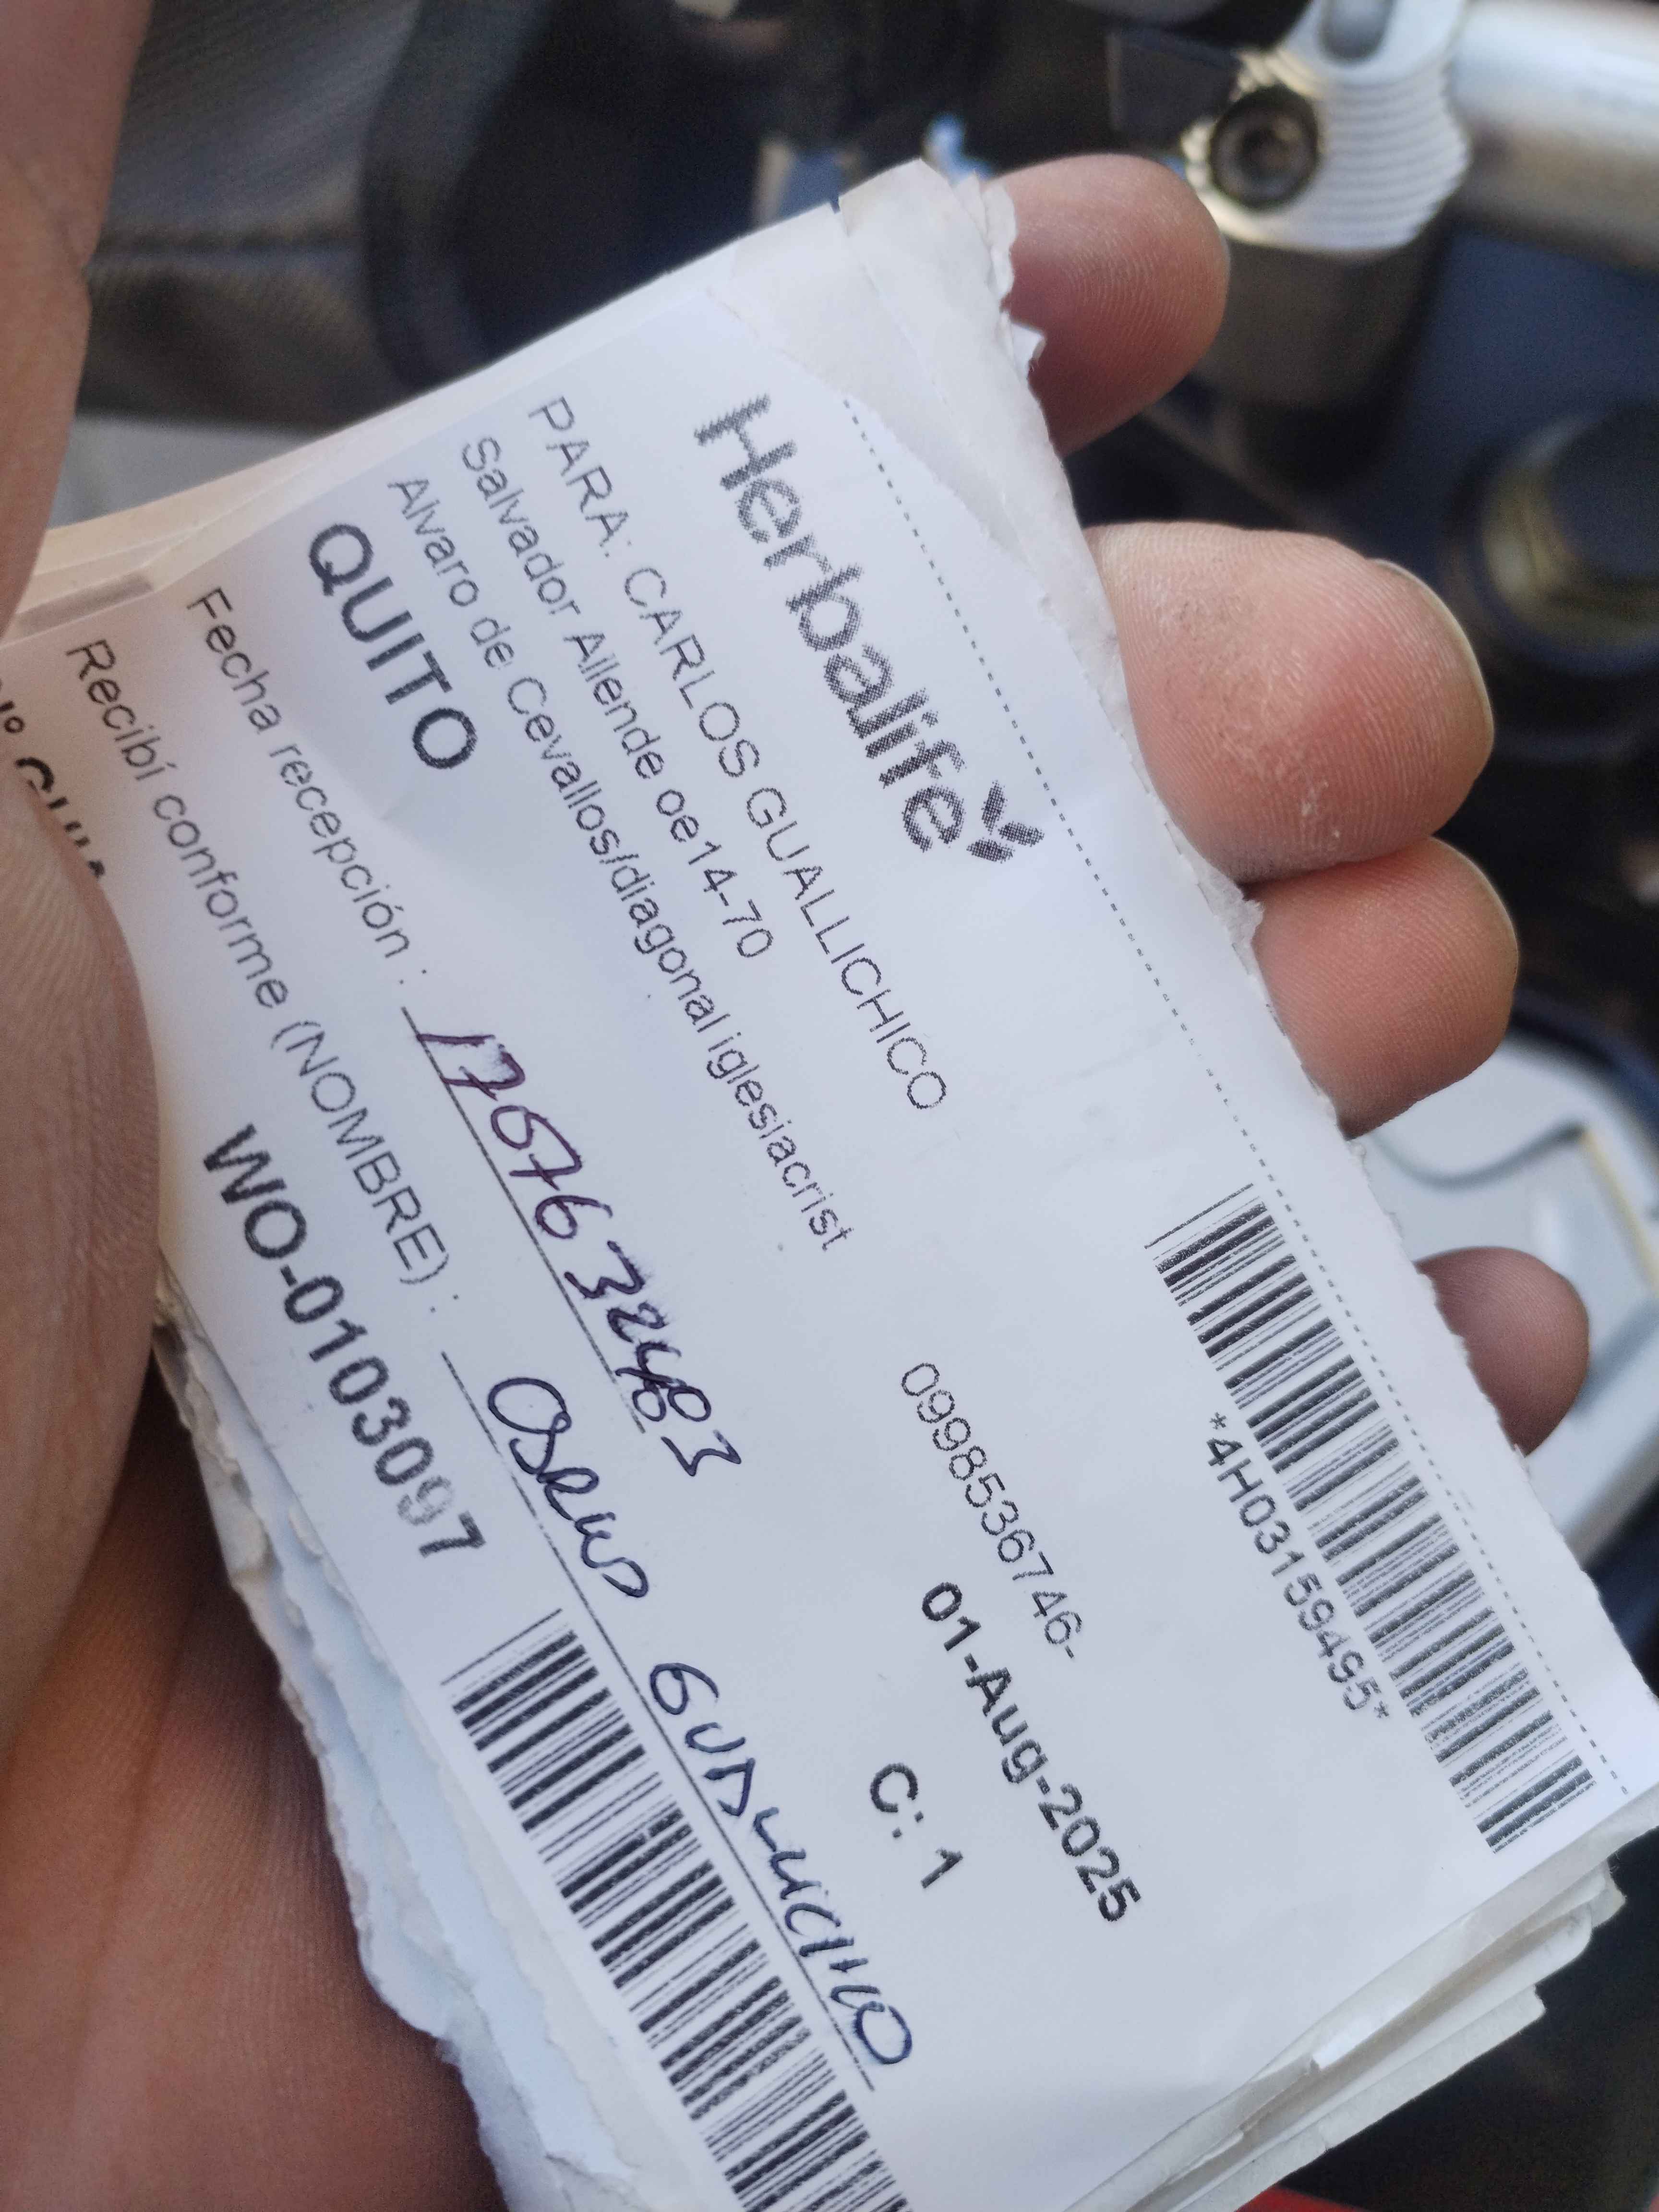 Herbalife
*4H03159495*
PARA: CARLOS GUALLICHICO
0998536746-
Salvador Allende oe14-70
Alvaro de Cevallos/diagonal iglesiacrist
01-Aug-2025
QUITO
C: 1
Fecha recepción :
Recibí conforme (NOMBRE) :
WO-0103097